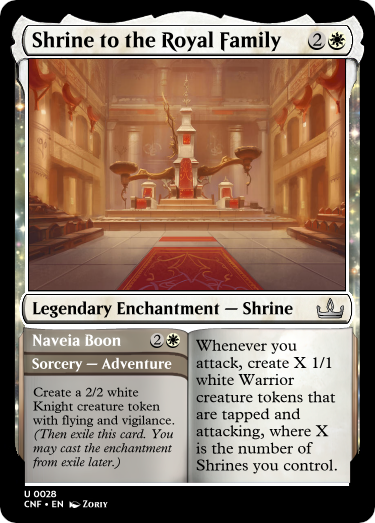 Shrine to the Royal Family 2
Legendary Enchantment — Shrine
Naveia Boon 2
Sorcery — Adventure
Create a 2/2 white
Knight creature token
with flying and vigilance.
(Then exile this card. You
may cast the enchantment
from exile later.)
Whenever you
attack, create X 1/1
white Warrior
creature tokens that
are tapped and
attacking, where X
is the number of
Shrines you control.
U 0028
CNF • EN Zoriy